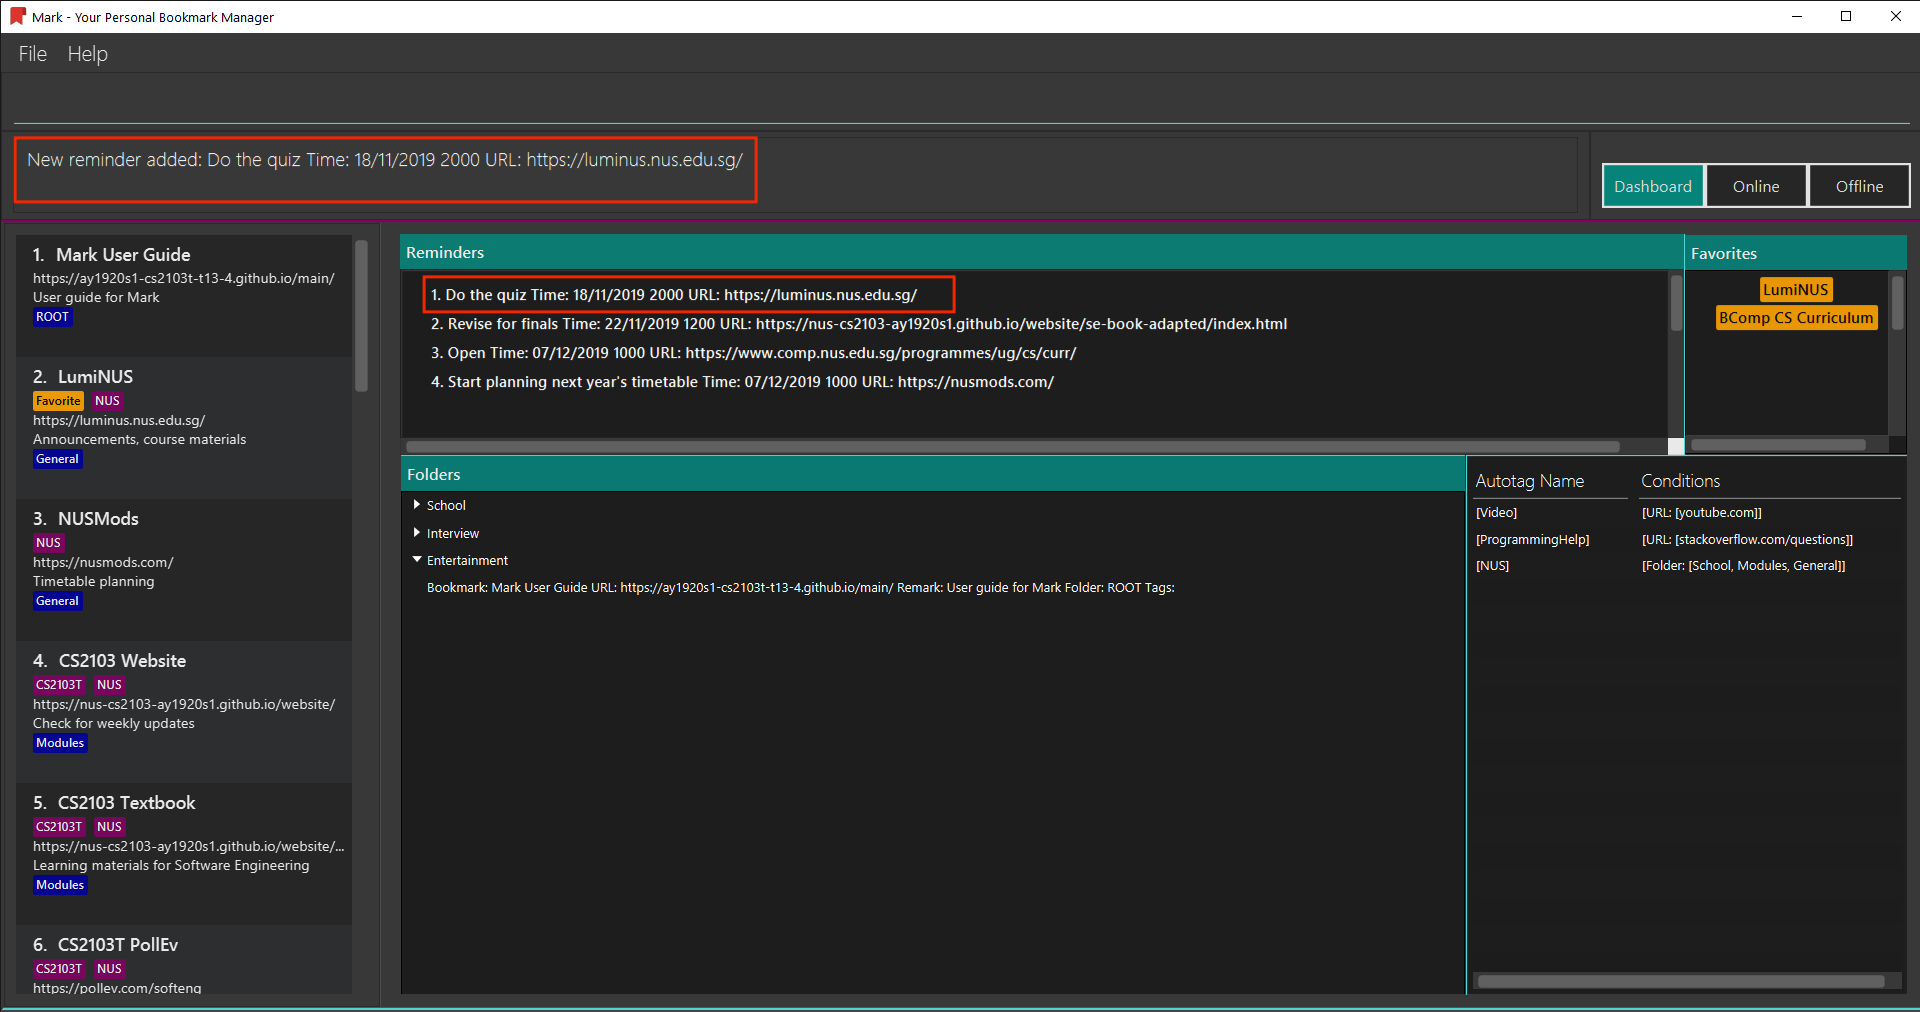 Mark - Your Personal Bookmark Manager
File Help
New reminder added: Do the quiz Time: 18/11/2019 2000 URL: https://luminus.nus.edu.sg/
Dashboard Online Offline
1. Mark User Guide
https://ay1920s1-cs2103t-t13-4.github.io/main/
User guide for Mark
ROOT
2. LumiNUS
Favorite NUS
https://luminus.nus.edu.sg/
Announcements, course materials
General
3. NUSMods
NUS
https://nusmods.com/
Timetable planning
General
4. CS2103 Website
CS2103T NUS
https://nus-cs2103-ay1920s1.github.io/website/
Check for weekly updates
Modules
5. CS2103 Textbook
CS2103T NUS
https://nus-cs2103-ay1920s1.github.io/website/...
Learning materials for Software Engineering
Modules
6. CS2103T PollEv
CS2103T NUS
https://pollev.com/softeng
Reminders
1. Do the quiz Time: 18/11/2019 2000 URL: https://luminus.nus.edu.sg/
2. Revise for finals Time: 22/11/2019 1200 URL: https://nus-cs2103-ay1920s1.github.io/website/se-book-adapted/index.html
3. Open Time: 07/12/2019 1000 URL: https://www.comp.nus.edu.sg/programmes/ug/cs/curr/
4. Start planning next year's timetable Time: 07/12/2019 1000 URL: https://nusmods.com/
Favorites
LumiNUS
BComp CS Curriculum
Folders
School
Interview
Entertainment
Bookmark: Mark User Guide URL: https://ay1920s1-cs2103t-t13-4.github.io/main/ Remark: User guide for Mark Folder: ROOT Tags:
Autotag Name Conditions
[Video] [URL: [youtube.com]]
[ProgrammingHelp] [URL: [stackoverflow.com/questions]]
[NUS] [Folder: [School, Modules, General]]